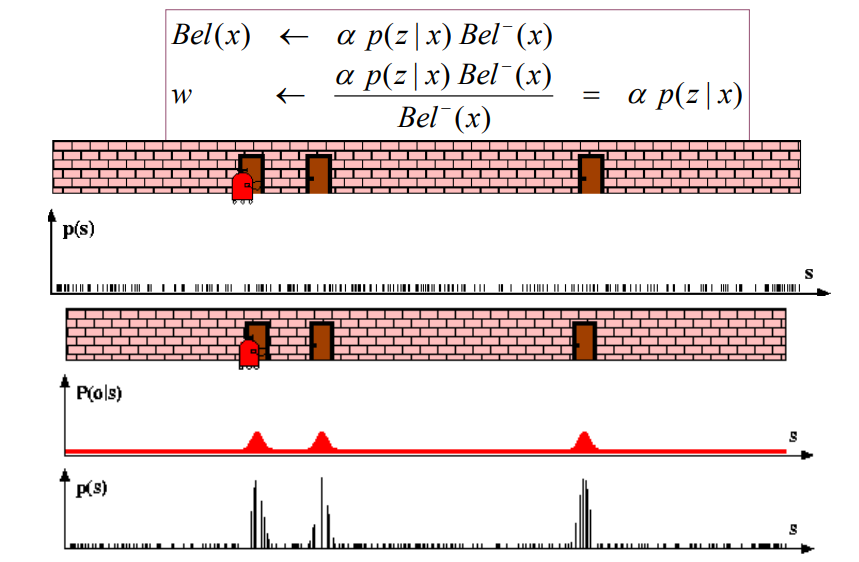 Bel(x) ← α p(z | x) Bel⁻(x)
w ← α p(z | x) Bel⁻(x) / Bel⁻(x) = α p(z | x)
p(s)
s
P(o|s)
s
p(s)
s